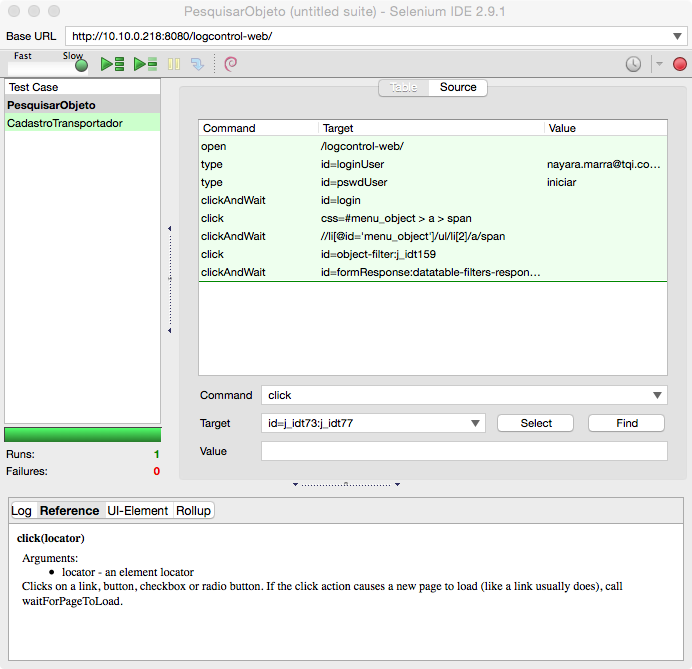 PesquisarObjeto (untitled suite) - Selenium IDE 2.9.1
Base URL http://10.10.0.218:8080/logcontrol-web/
Fast Slow
Test Case
PesquisarObjeto
CadastroTransportador
Table Source
Command Target Value
open /logcontrol-web/
type id=loginUser nayara.marra@tqi.co...
type id=pswdUser iniciar
clickAndWait id=login
click css=#menu_object > a > span
clickAndWait //li[@id='menu_object']/ul/li[2]/a/span
click id=object-filter:j_idt159
clickAndWait id=formResponse:datatable-filters-respon...
Command click
Target id=j_idt73:j_idt77 Select Find
Value
Runs: 1
Failures: 0
Log Reference UI-Element Rollup
click(locator)
Arguments:
• locator - an element locator
Clicks on a link, button, checkbox or radio button. If the click action causes a new page to load (like a link usually does), call
waitForPageToLoad.